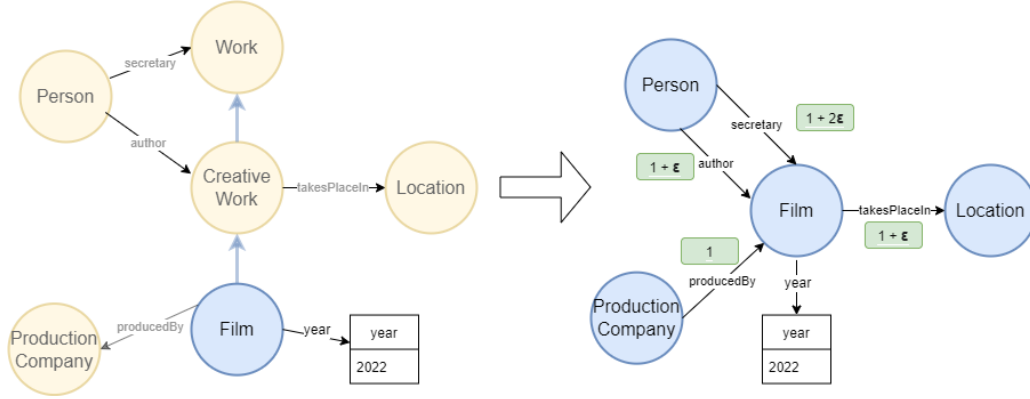 Work
secretary
Person
author
Creative
Work
takesPlaceIn
Location
producedBy
Film
year
Production
Company
year
2022
Person
secretary
1 + 2ε
1 + ε
author
Film
takesPlaceIn
Location
1 + ε
1
producedBy
year
Production
Company
year
2022